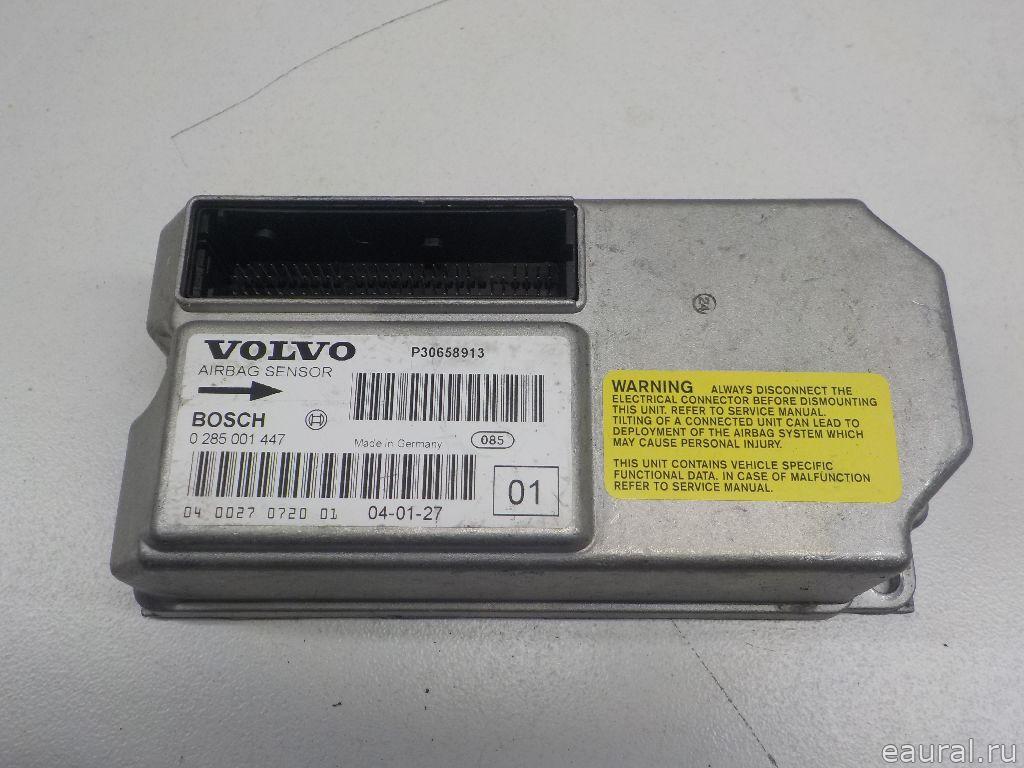 VOLVO P30658913
AIRBAG SENSOR
BOSCH
0 285 001 447
Made in Germany 085
01
04 0027 0720 01 04-01-27
24
WARNING ALWAYS DISCONNECT THE
ELECTRICAL CONNECTOR BEFORE DISMOUNTING
THIS UNIT. REFER TO SERVICE MANUAL.
TILTING OF A CONNECTED UNIT CAN LEAD TO
DEPLOYMENT OF THE AIRBAG SYSTEM WHICH
MAY CAUSE PERSONAL INJURY.
THIS UNIT CONTAINS VEHICLE SPECIFIC
FUNCTIONAL DATA. IN CASE OF MALFUNCTION
REFER TO SERVICE MANUAL.
eaural.ru